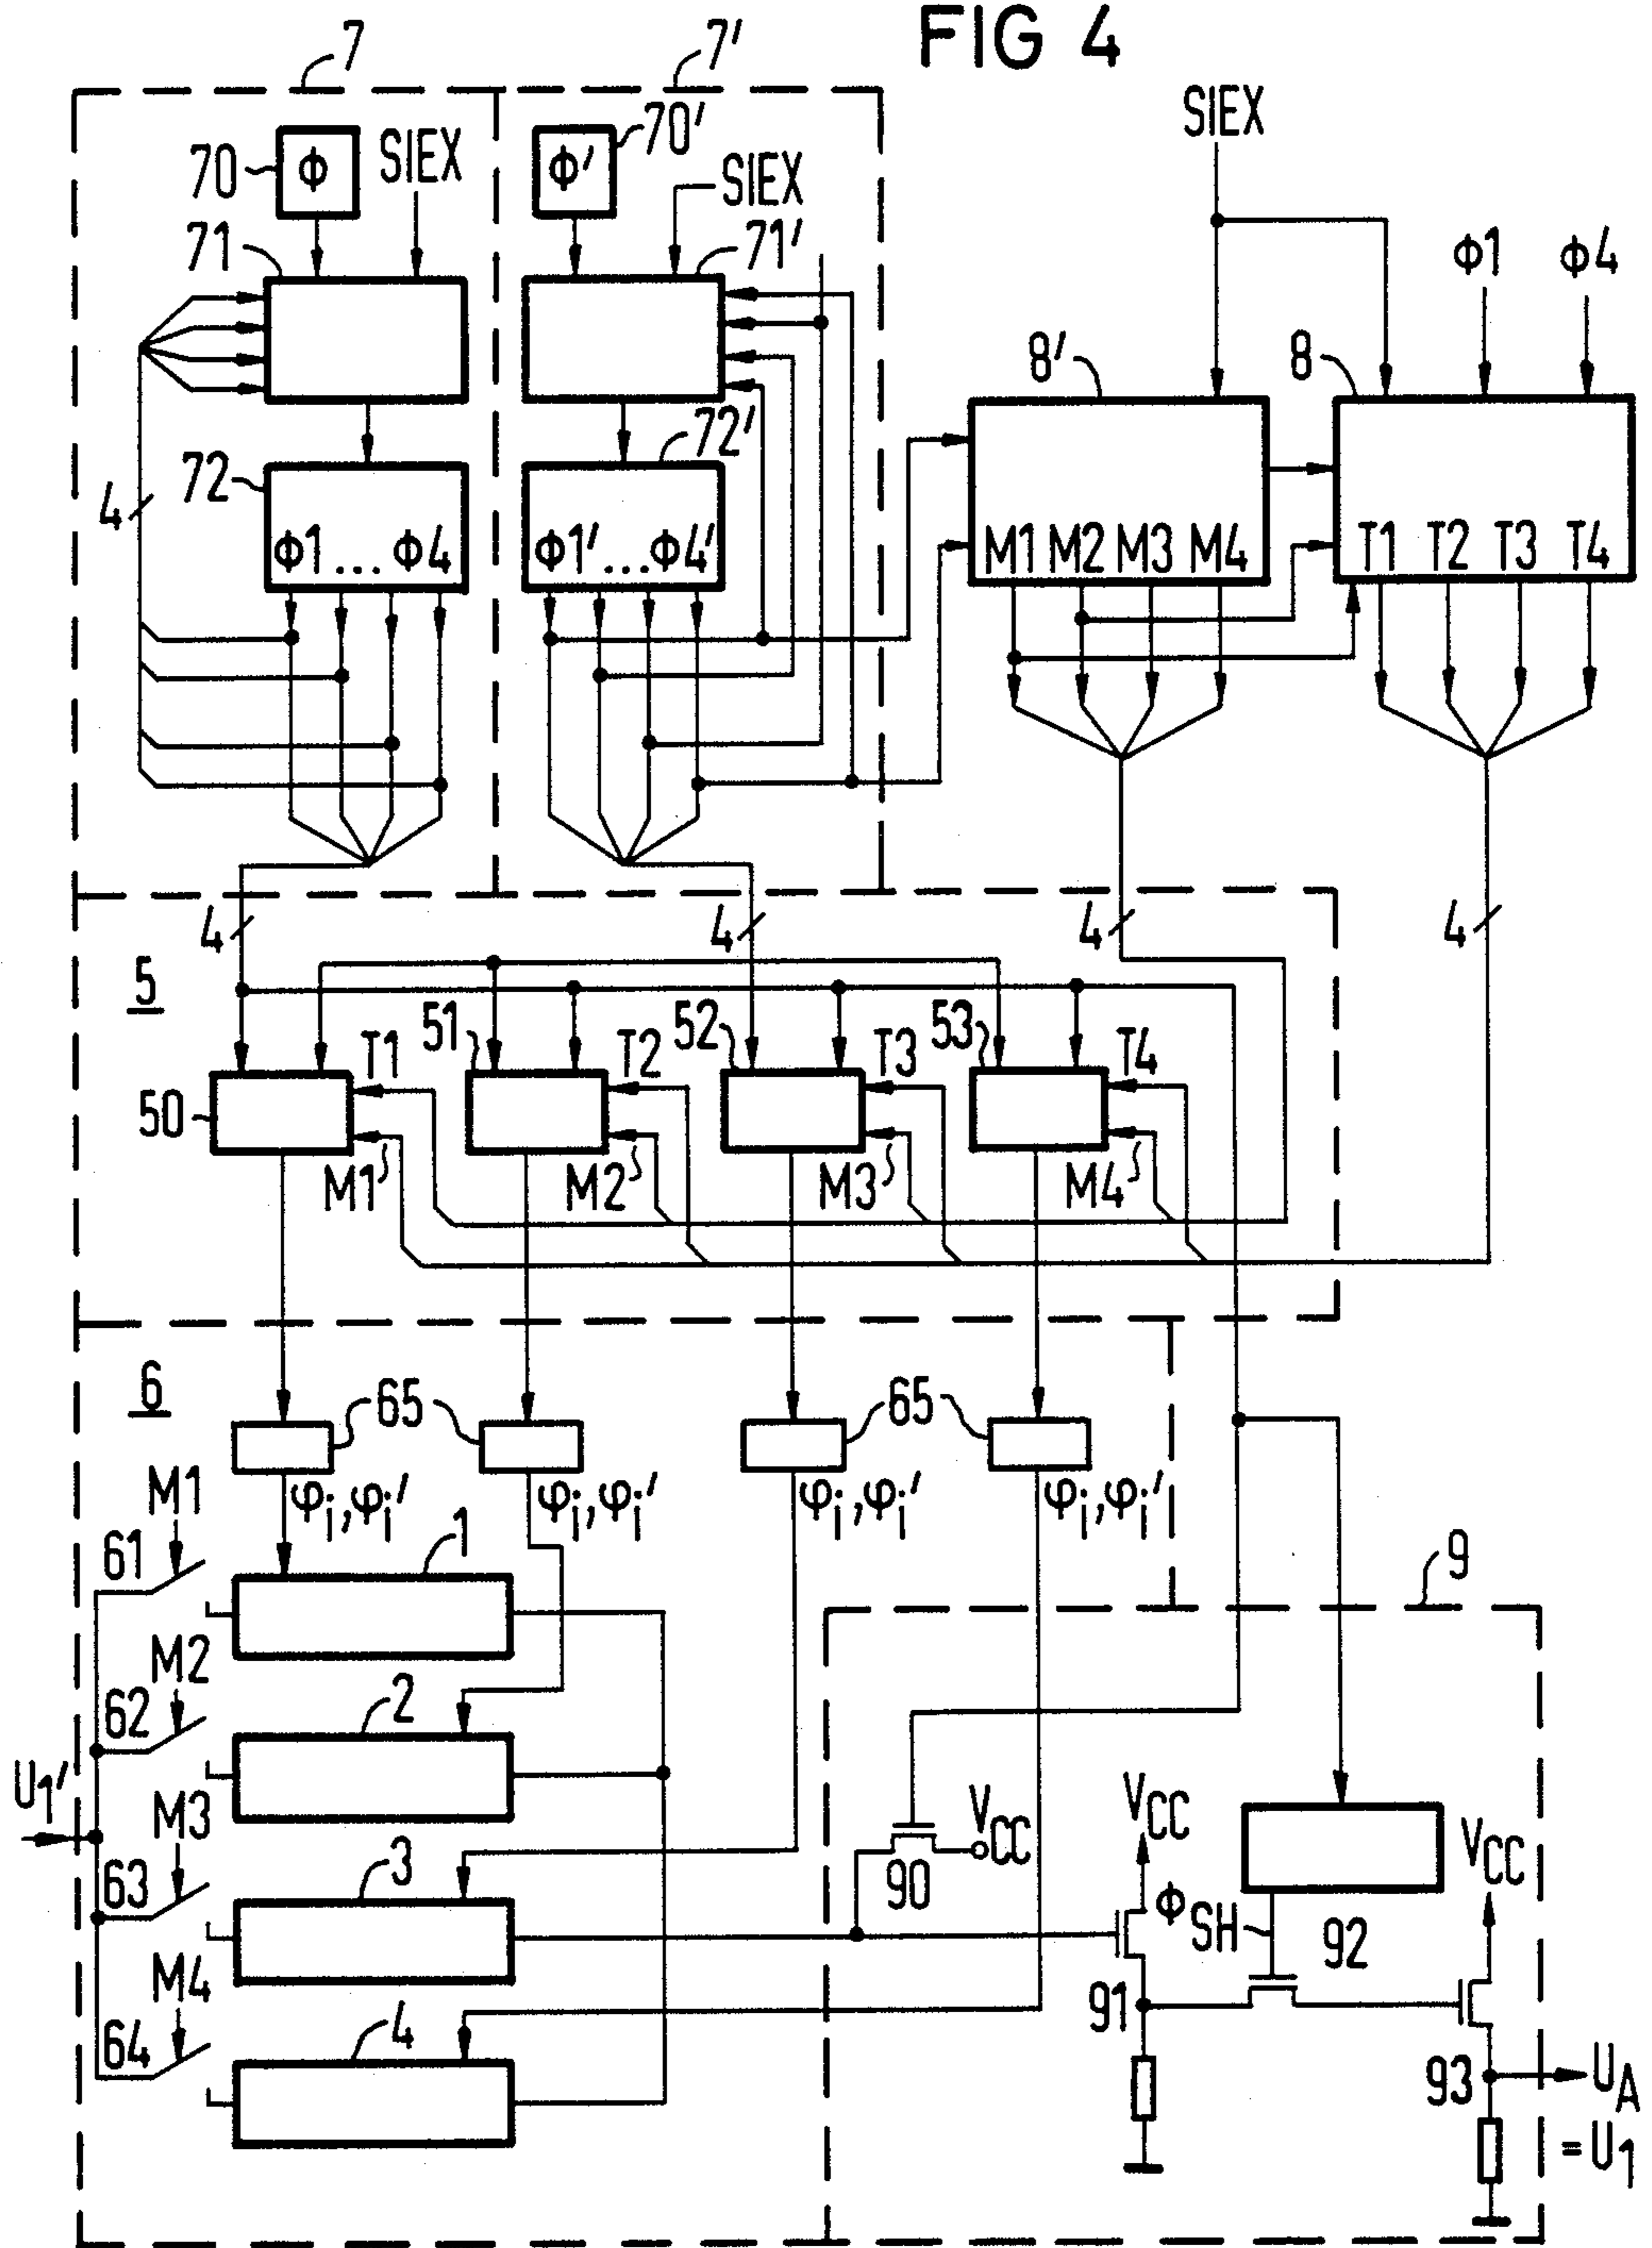 FIG 4
7
7'
SIEX
70
Φ
SIEX
Φ'
70'
SIEX
71
71'
Φ1
Φ4
8'
8
72
72'
4
Φ1...Φ4
Φ1'...Φ4'
M1 M2 M3 M4
T1 T2 T3 T4
4
4
4
4
5
50
T1
51
T2
52
T3
53
T4
M1
M2
M3
M4
6
65
65
φi,φi'
φi,φi'
φi,φi'
φi,φi'
M1
61
1
9
M2
62
2
U1'
M3
63
3
90
VCC
VCC
VCC
ΦSH
92
M4
64
4
91
93
UA
=U1